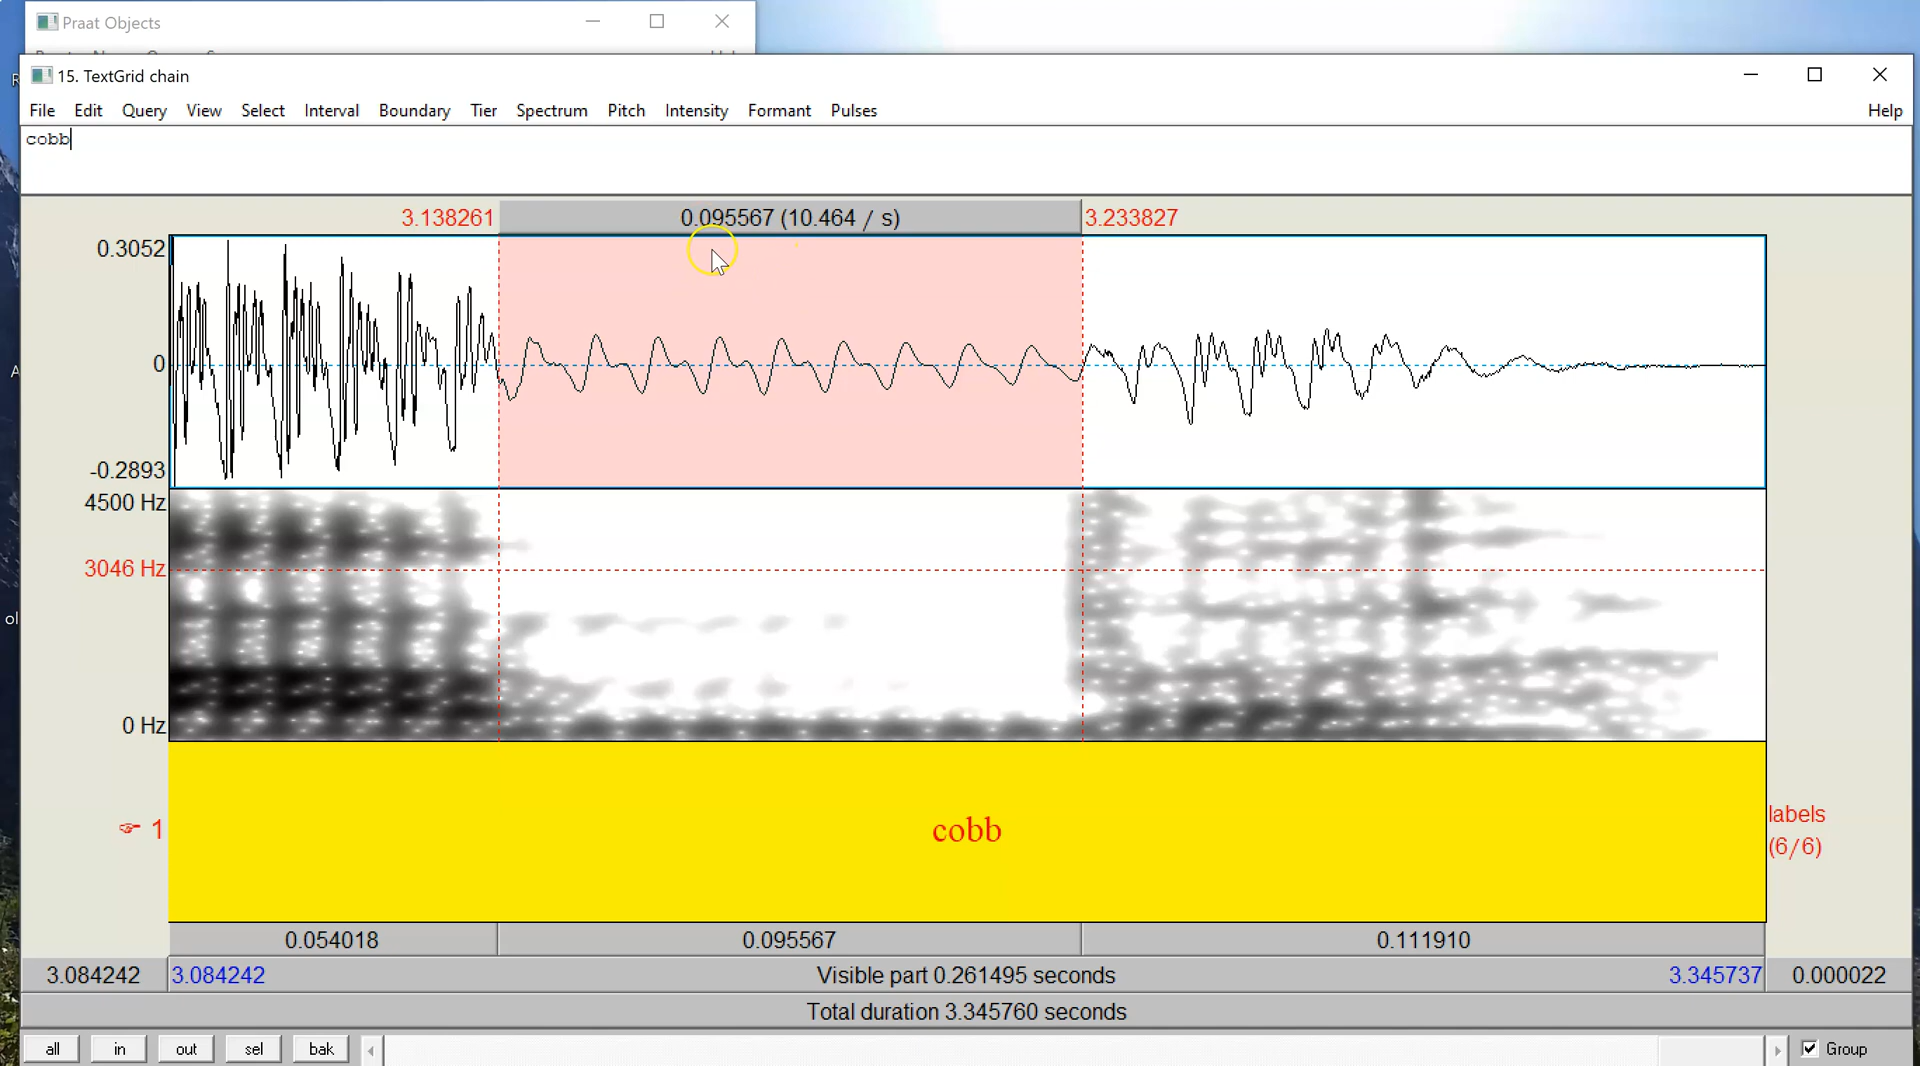 Praat Objects
15. TextGrid chain
File Edit Query View Select Interval Boundary Tier Spectrum Pitch Intensity Formant Pulses Help
cobb
3.138261 0.095567 (10.464 / s) 3.233827
0.3052
0
-0.2893
4500 Hz
3046 Hz
0 Hz
☞ 1 cobb labels
(6/6)
0.054018 0.095567 0.111910
3.084242 3.084242 Visible part 0.261495 seconds 3.345737 0.000022
Total duration 3.345760 seconds
all in out sel bak Group